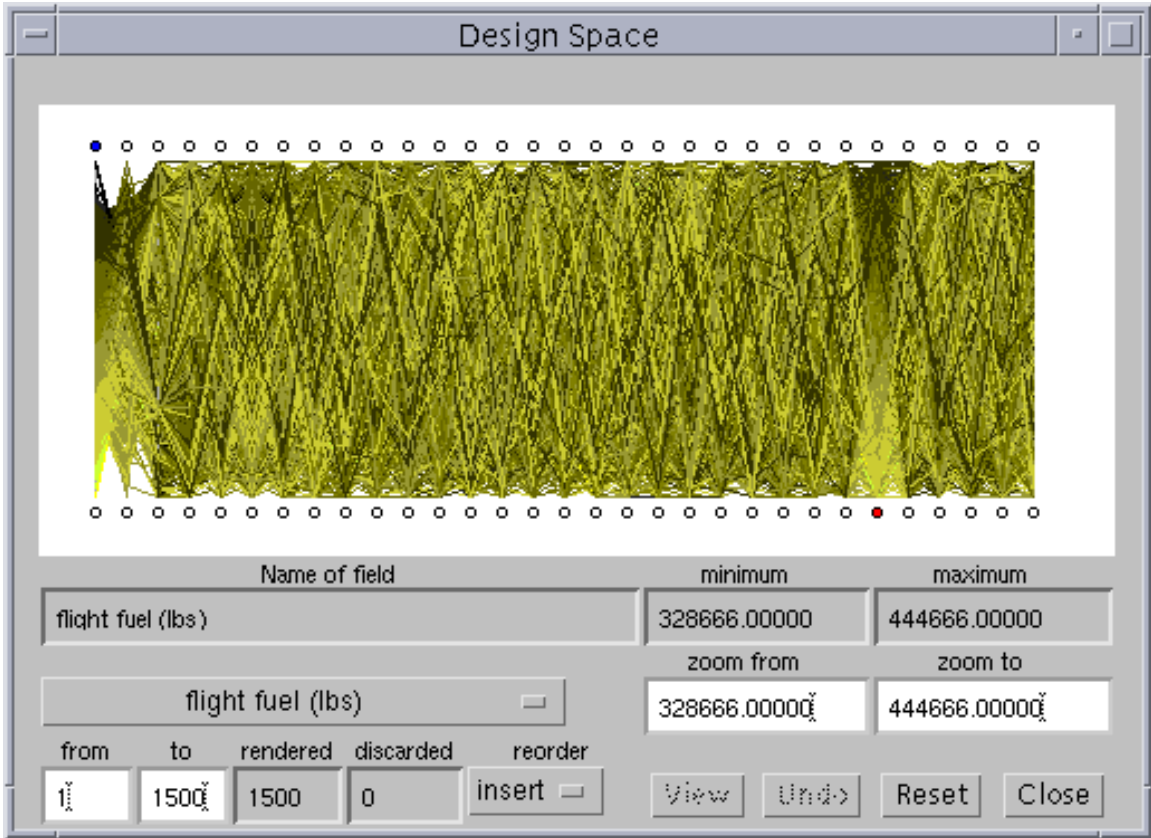 Design Space
Name of field minimum maximum
flight fuel (lbs) 328666.00000 444666.00000
zoom from zoom to
flight fuel (lbs) 328666.00000 444666.00000
from to rendered discarded reorder
1 1500 1500 0 insert
View Undo Reset Close